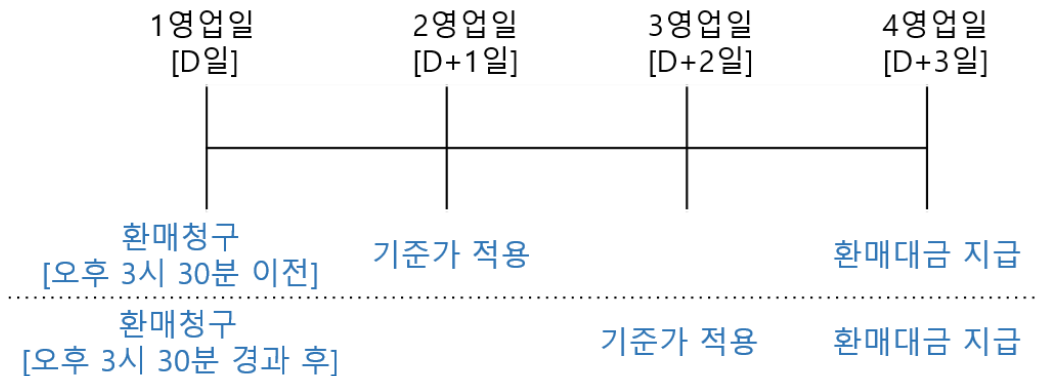 1영업일 2영업일 3영업일 4영업일
[D일] [D+1일] [D+2일] [D+3일]
환매청구
[오후 3시 30분 이전]
기준가 적용
환매대금 지급
환매청구
[오후 3시 30분 경과 후]
기준가 적용
환매대금 지급